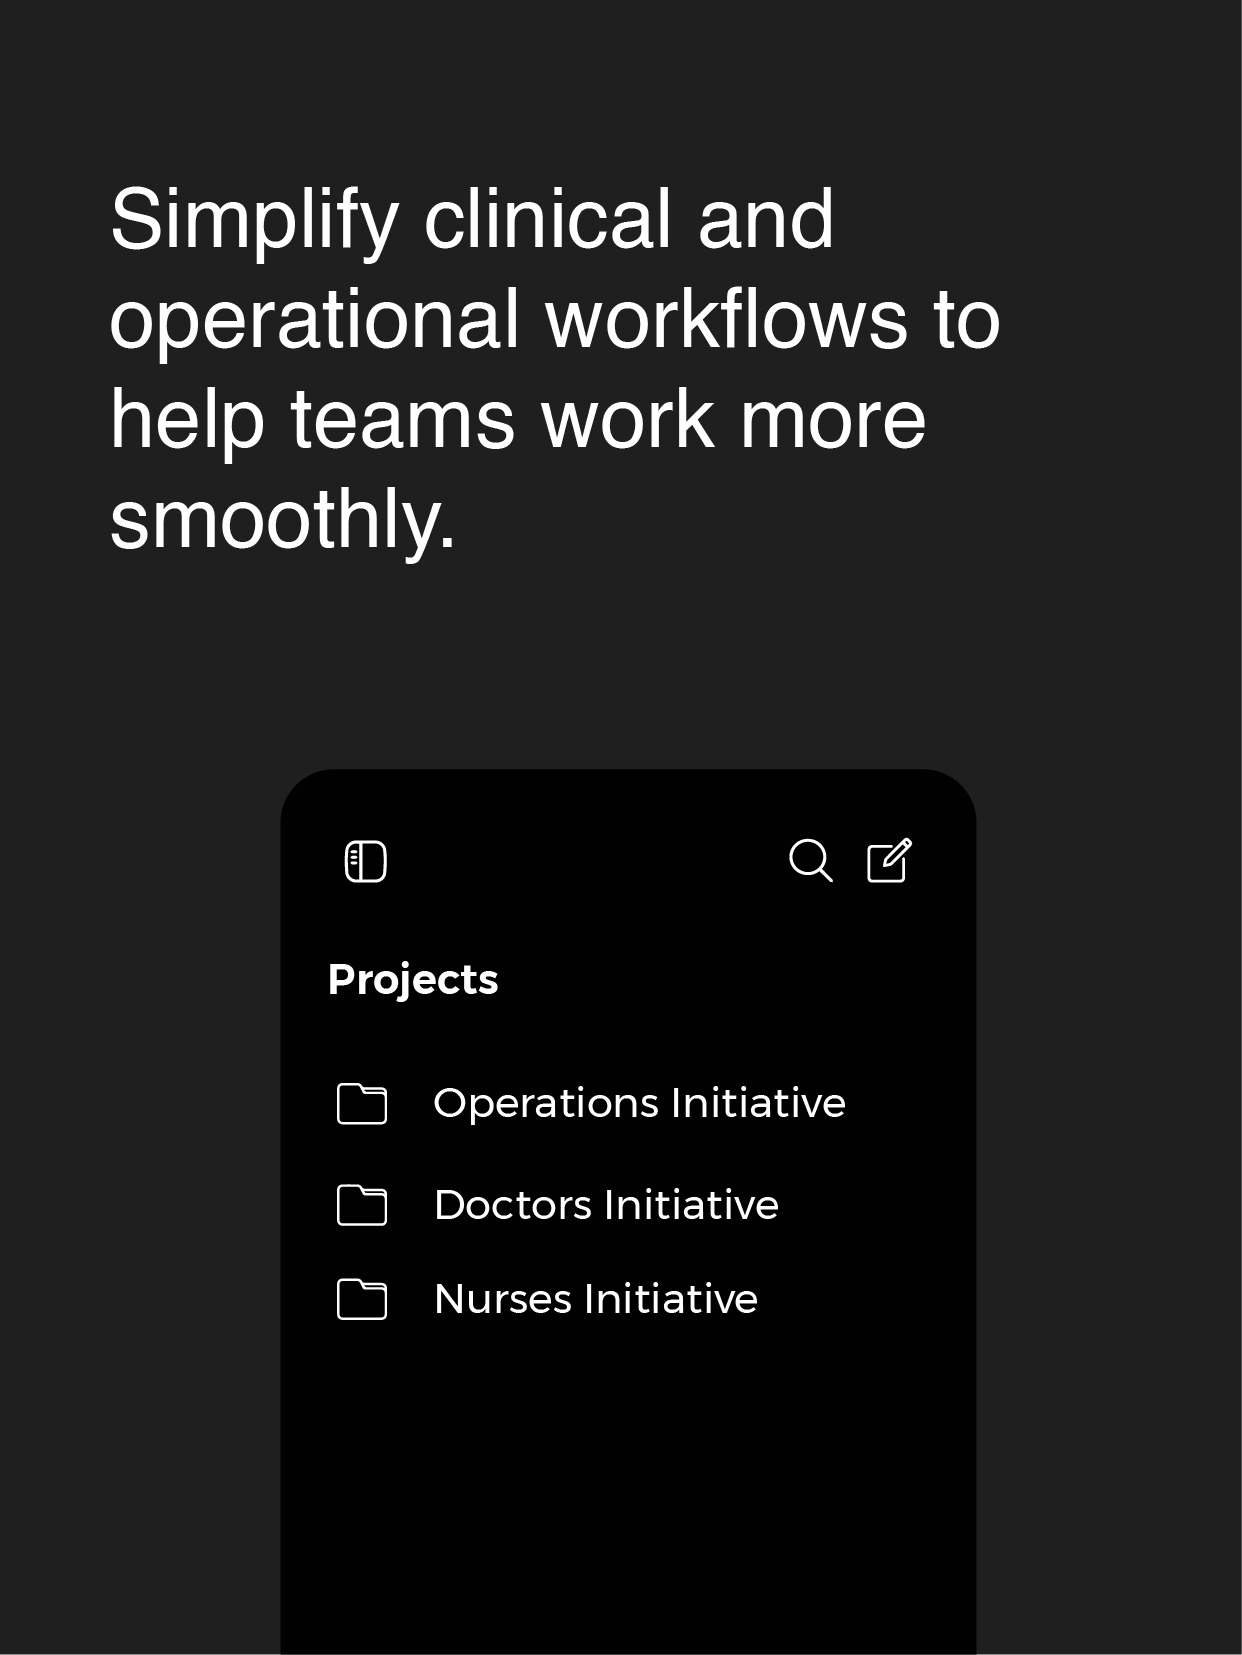 Simplify clinical and
operational workflows to
help teams work more
smoothly.
Projects
Operations Initiative
Doctors Initiative
Nurses Initiative